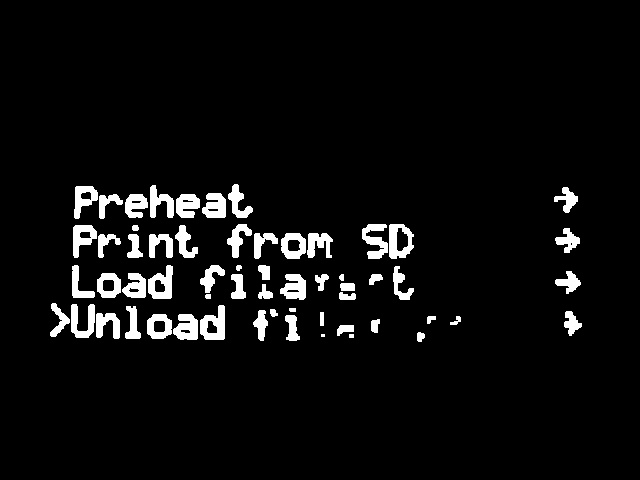 Preheat →
Print from SD →
Load →
>Unload →